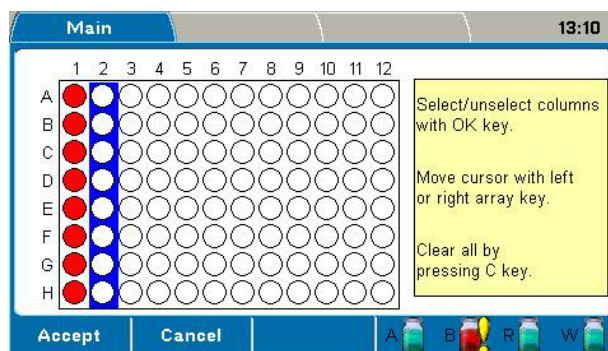 Main 13:10
1 2 3 4 5 6 7 8 9 10 11 12
A
B
C
D
E
F
G
H
Select/unselect columns
with OK key.
Move cursor with left
or right array key.
Clear all by
pressing C key.
Accept Cancel A B R W